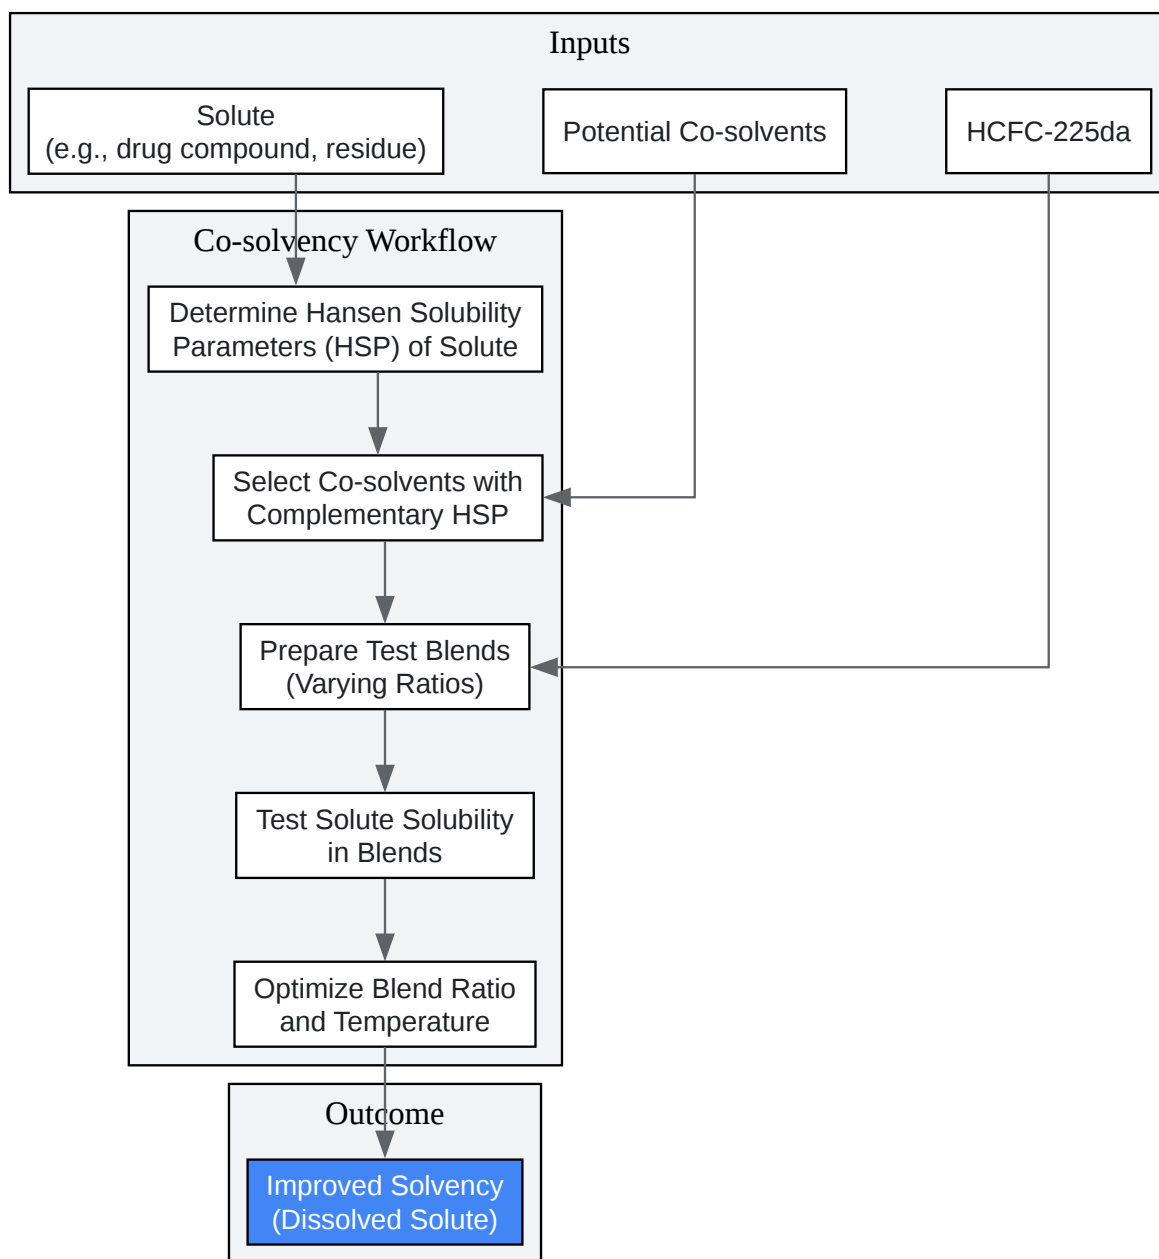 Inputs
Solute
(e.g., drug compound, residue)
Potential Co-solvents
HCFC-225da
Co-solvency Workflow
Determine Hansen Solubility
Parameters (HSP) of Solute
Select Co-solvents with
Complementary HSP
Prepare Test Blends
(Varying Ratios)
Test Solute Solubility
in Blends
Optimize Blend Ratio
and Temperature
Outcome
Improved Solvency
(Dissolved Solute)